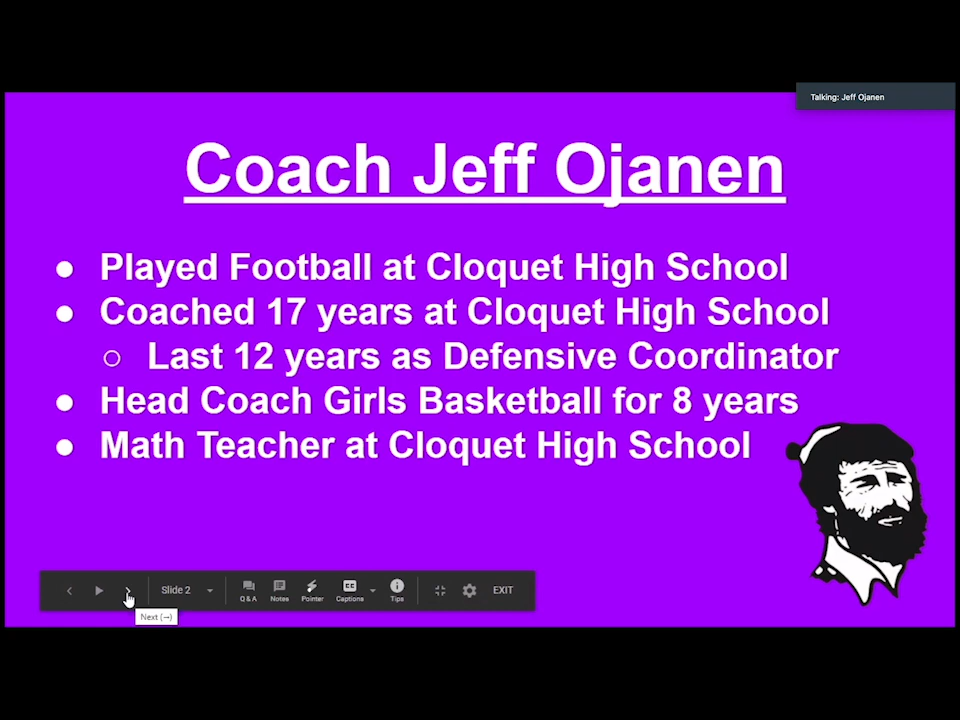 Talking: Jeff Ojanen
Coach Jeff Ojanen
● Played Football at Cloquet High School
● Coached 17 years at Cloquet High School
○ Last 12 years as Defensive Coordinator
● Head Coach Girls Basketball for 8 years
● Math Teacher at Cloquet High School
Slide 2 Q & A Notes Pointer CC Captions Tips EXIT
Next (→)